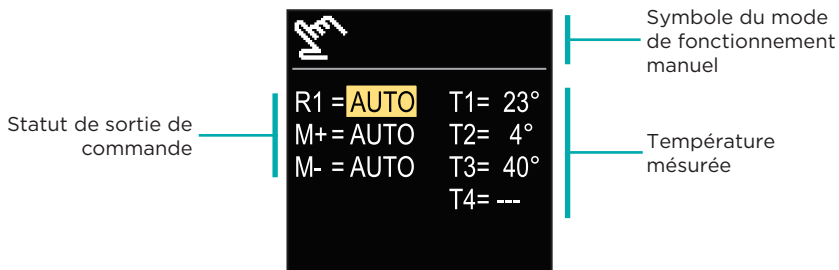 Symbole du mode
de fonctionnement
manuel
Statut de sortie de
commande
R1 = AUTO T1= 23°
M+ = AUTO T2= 4°
M- = AUTO T3= 40°
T4= ---
Température
mésurée